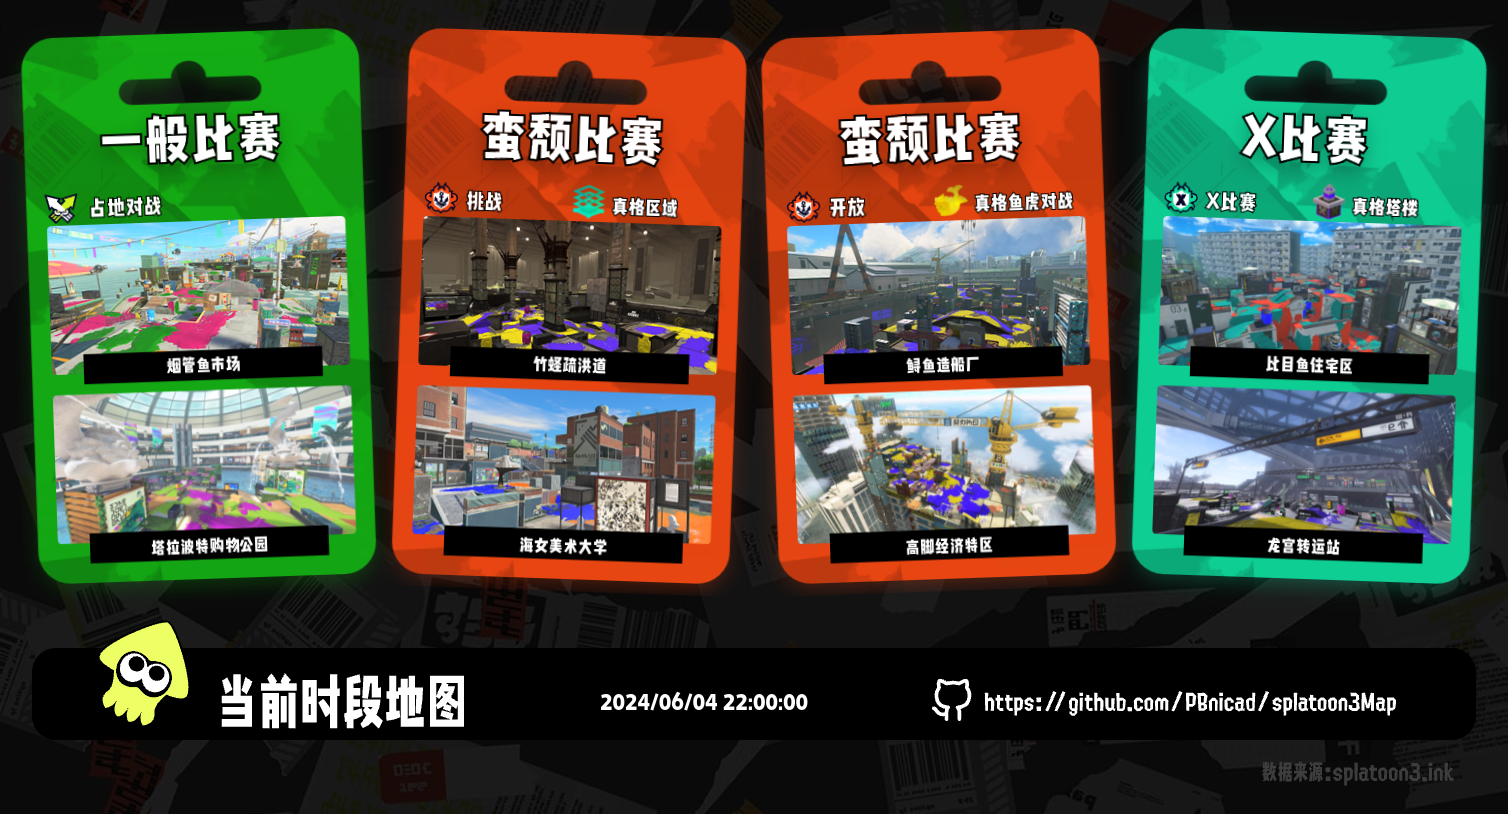 一般比赛
占地对战
烟管鱼市场
塔拉波特购物公园
蛮颓比赛
挑战
真格区域
竹蛏疏洪道
海女美术大学
蛮颓比赛
开放
真格鱼虎对战
鲟鱼造船厂
高脚经济特区
X比赛
X比赛
真格塔楼
比目鱼住宅区
龙宫转运站
当前时段地图
2024/06/04 22:00:00
https://github.com/PBnicad/splatoon3Map
数据来源:splatoon3.ink